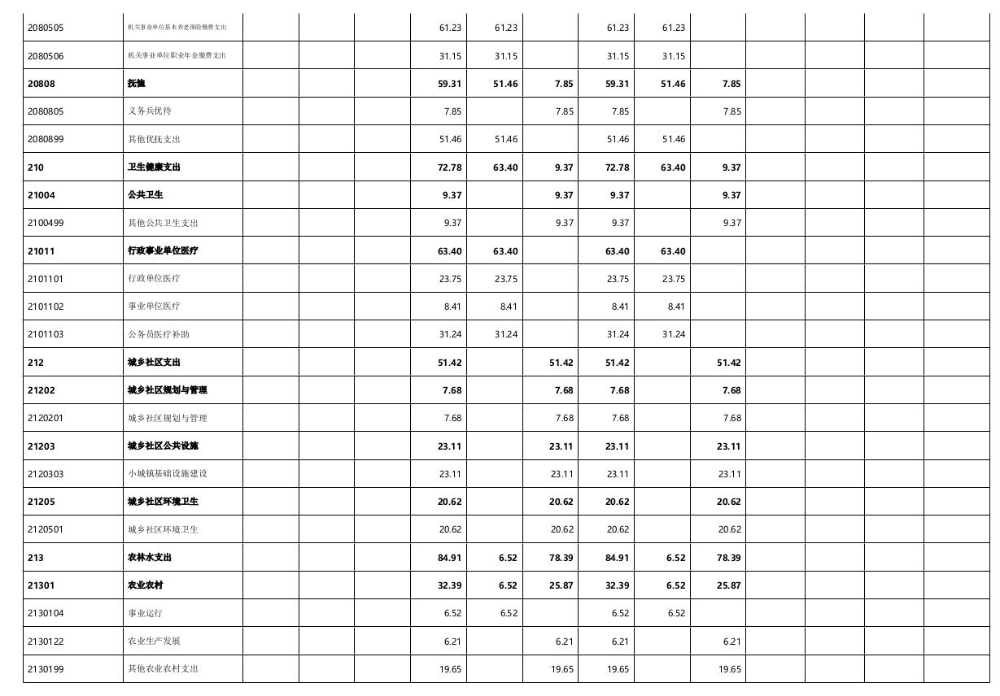 2080505 机关事业单位基本养老保险缴费支出 61.23 61.23 61.23 61.23
2080506 机关事业单位职业年金缴费支出 31.15 31.15 31.15 31.15
20808 抚恤 59.31 51.46 7.85 59.31 51.46 7.85
2080805 义务兵优待 7.85 7.85 7.85 7.85
2080899 其他优抚支出 51.46 51.46 51.46 51.46
210 卫生健康支出 72.78 63.40 9.37 72.78 63.40 9.37
21004 公共卫生 9.37 9.37 9.37 9.37
2100499 其他公共卫生支出 9.37 9.37 9.37 9.37
21011 行政事业单位医疗 63.40 63.40 63.40 63.40
2101101 行政单位医疗 23.75 23.75 23.75 23.75
2101102 事业单位医疗 8.41 8.41 8.41 8.41
2101103 公务员医疗补助 31.24 31.24 31.24 31.24
212 城乡社区支出 51.42 51.42 51.42 51.42
21202 城乡社区规划与管理 7.68 7.68 7.68 7.68
2120201 城乡社区规划与管理 7.68 7.68 7.68 7.68
21203 城乡社区公共设施 23.11 23.11 23.11 23.11
2120303 小城镇基础设施建设 23.11 23.11 23.11 23.11
21205 城乡社区环境卫生 20.62 20.62 20.62 20.62
2120501 城乡社区环境卫生 20.62 20.62 20.62 20.62
213 农林水支出 84.91 6.52 78.39 84.91 6.52 78.39
21301 农业农村 32.39 6.52 25.87 32.39 6.52 25.87
2130104 事业运行 6.52 6.52 6.52 6.52
2130122 农业生产发展 6.21 6.21 6.21 6.21
2130199 其他农业农村支出 19.65 19.65 19.65 19.65